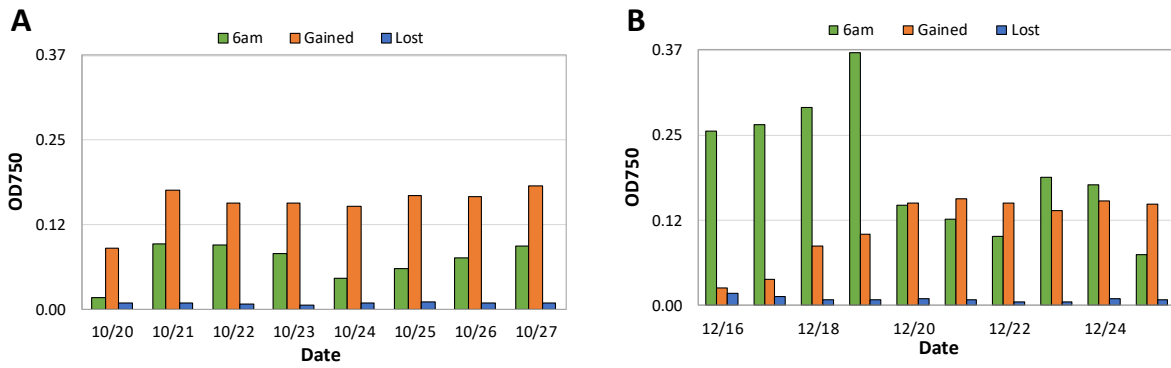 A
6am Gained Lost
0.37
0.25
0.12
0.00
OD750
10/20 10/21 10/22 10/23 10/24 10/25 10/26 10/27
Date
B
6am Gained Lost
0.37
0.25
0.12
0.00
OD750
12/16 12/18 12/20 12/22 12/24
Date